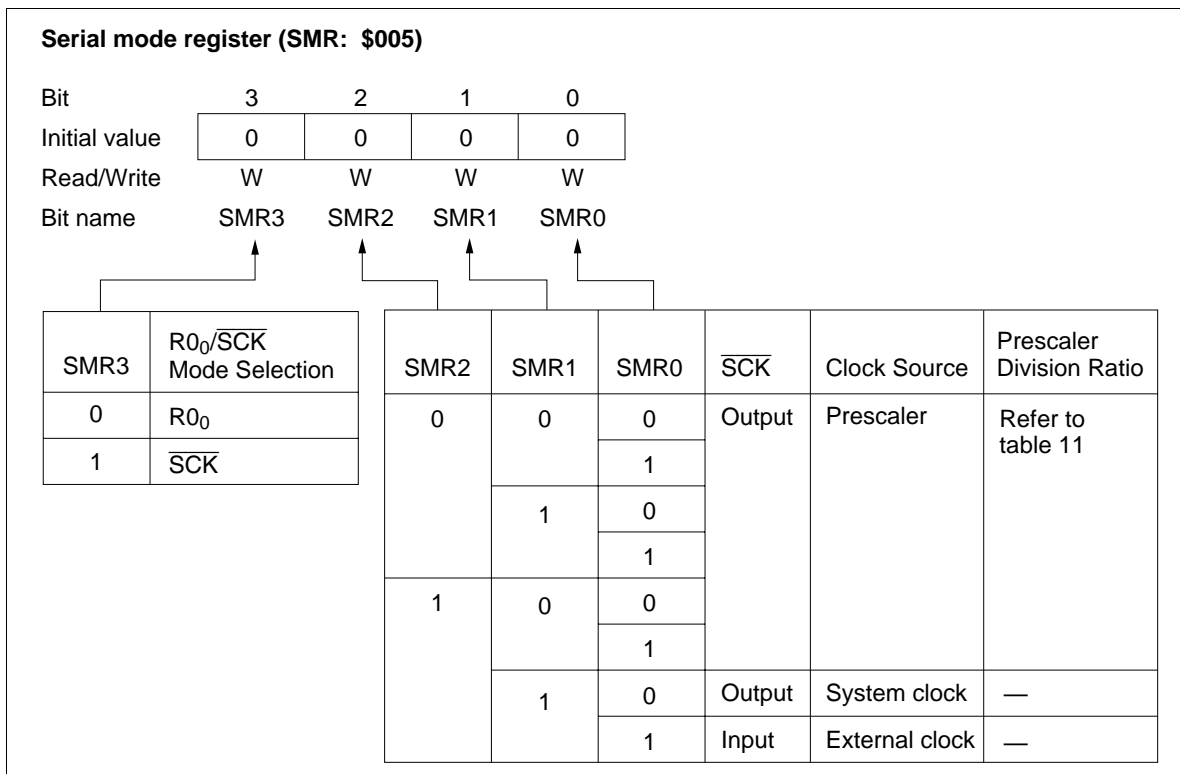 Serial mode register (SMR: $005)
Bit 3 2 1 0
Initial value 0 0 0 0
Read/Write W W W W
Bit name SMR3 SMR2 SMR1 SMR0
SMR3 R0₀/S̅C̅K̅ Mode Selection
0 R0₀
1 S̅C̅K̅
SMR2 SMR1 SMR0 S̅C̅K̅ Clock Source Prescaler Division Ratio
0 0 0 Output Prescaler Refer to table 11
1
1 0
1
1 0 0
1
1 0 Output System clock —
1 Input External clock —